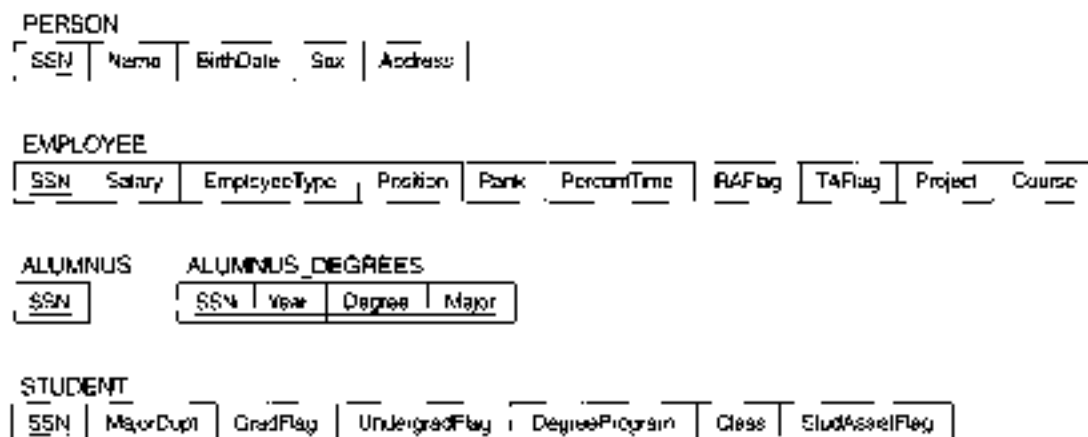 PERSON
SSN Name BirthDate Sex Address
EMPLOYEE
SSN Salary EmployeeType Position Rank PercentTime RAFlag TAFlag Project Course
ALUMNUS ALUMNUS_DEGREES
SSN SSN Year Degree Major
STUDENT
SSN MajorDept GradFlag UndergradFlag DegreeProgram Class StudAssistFlag